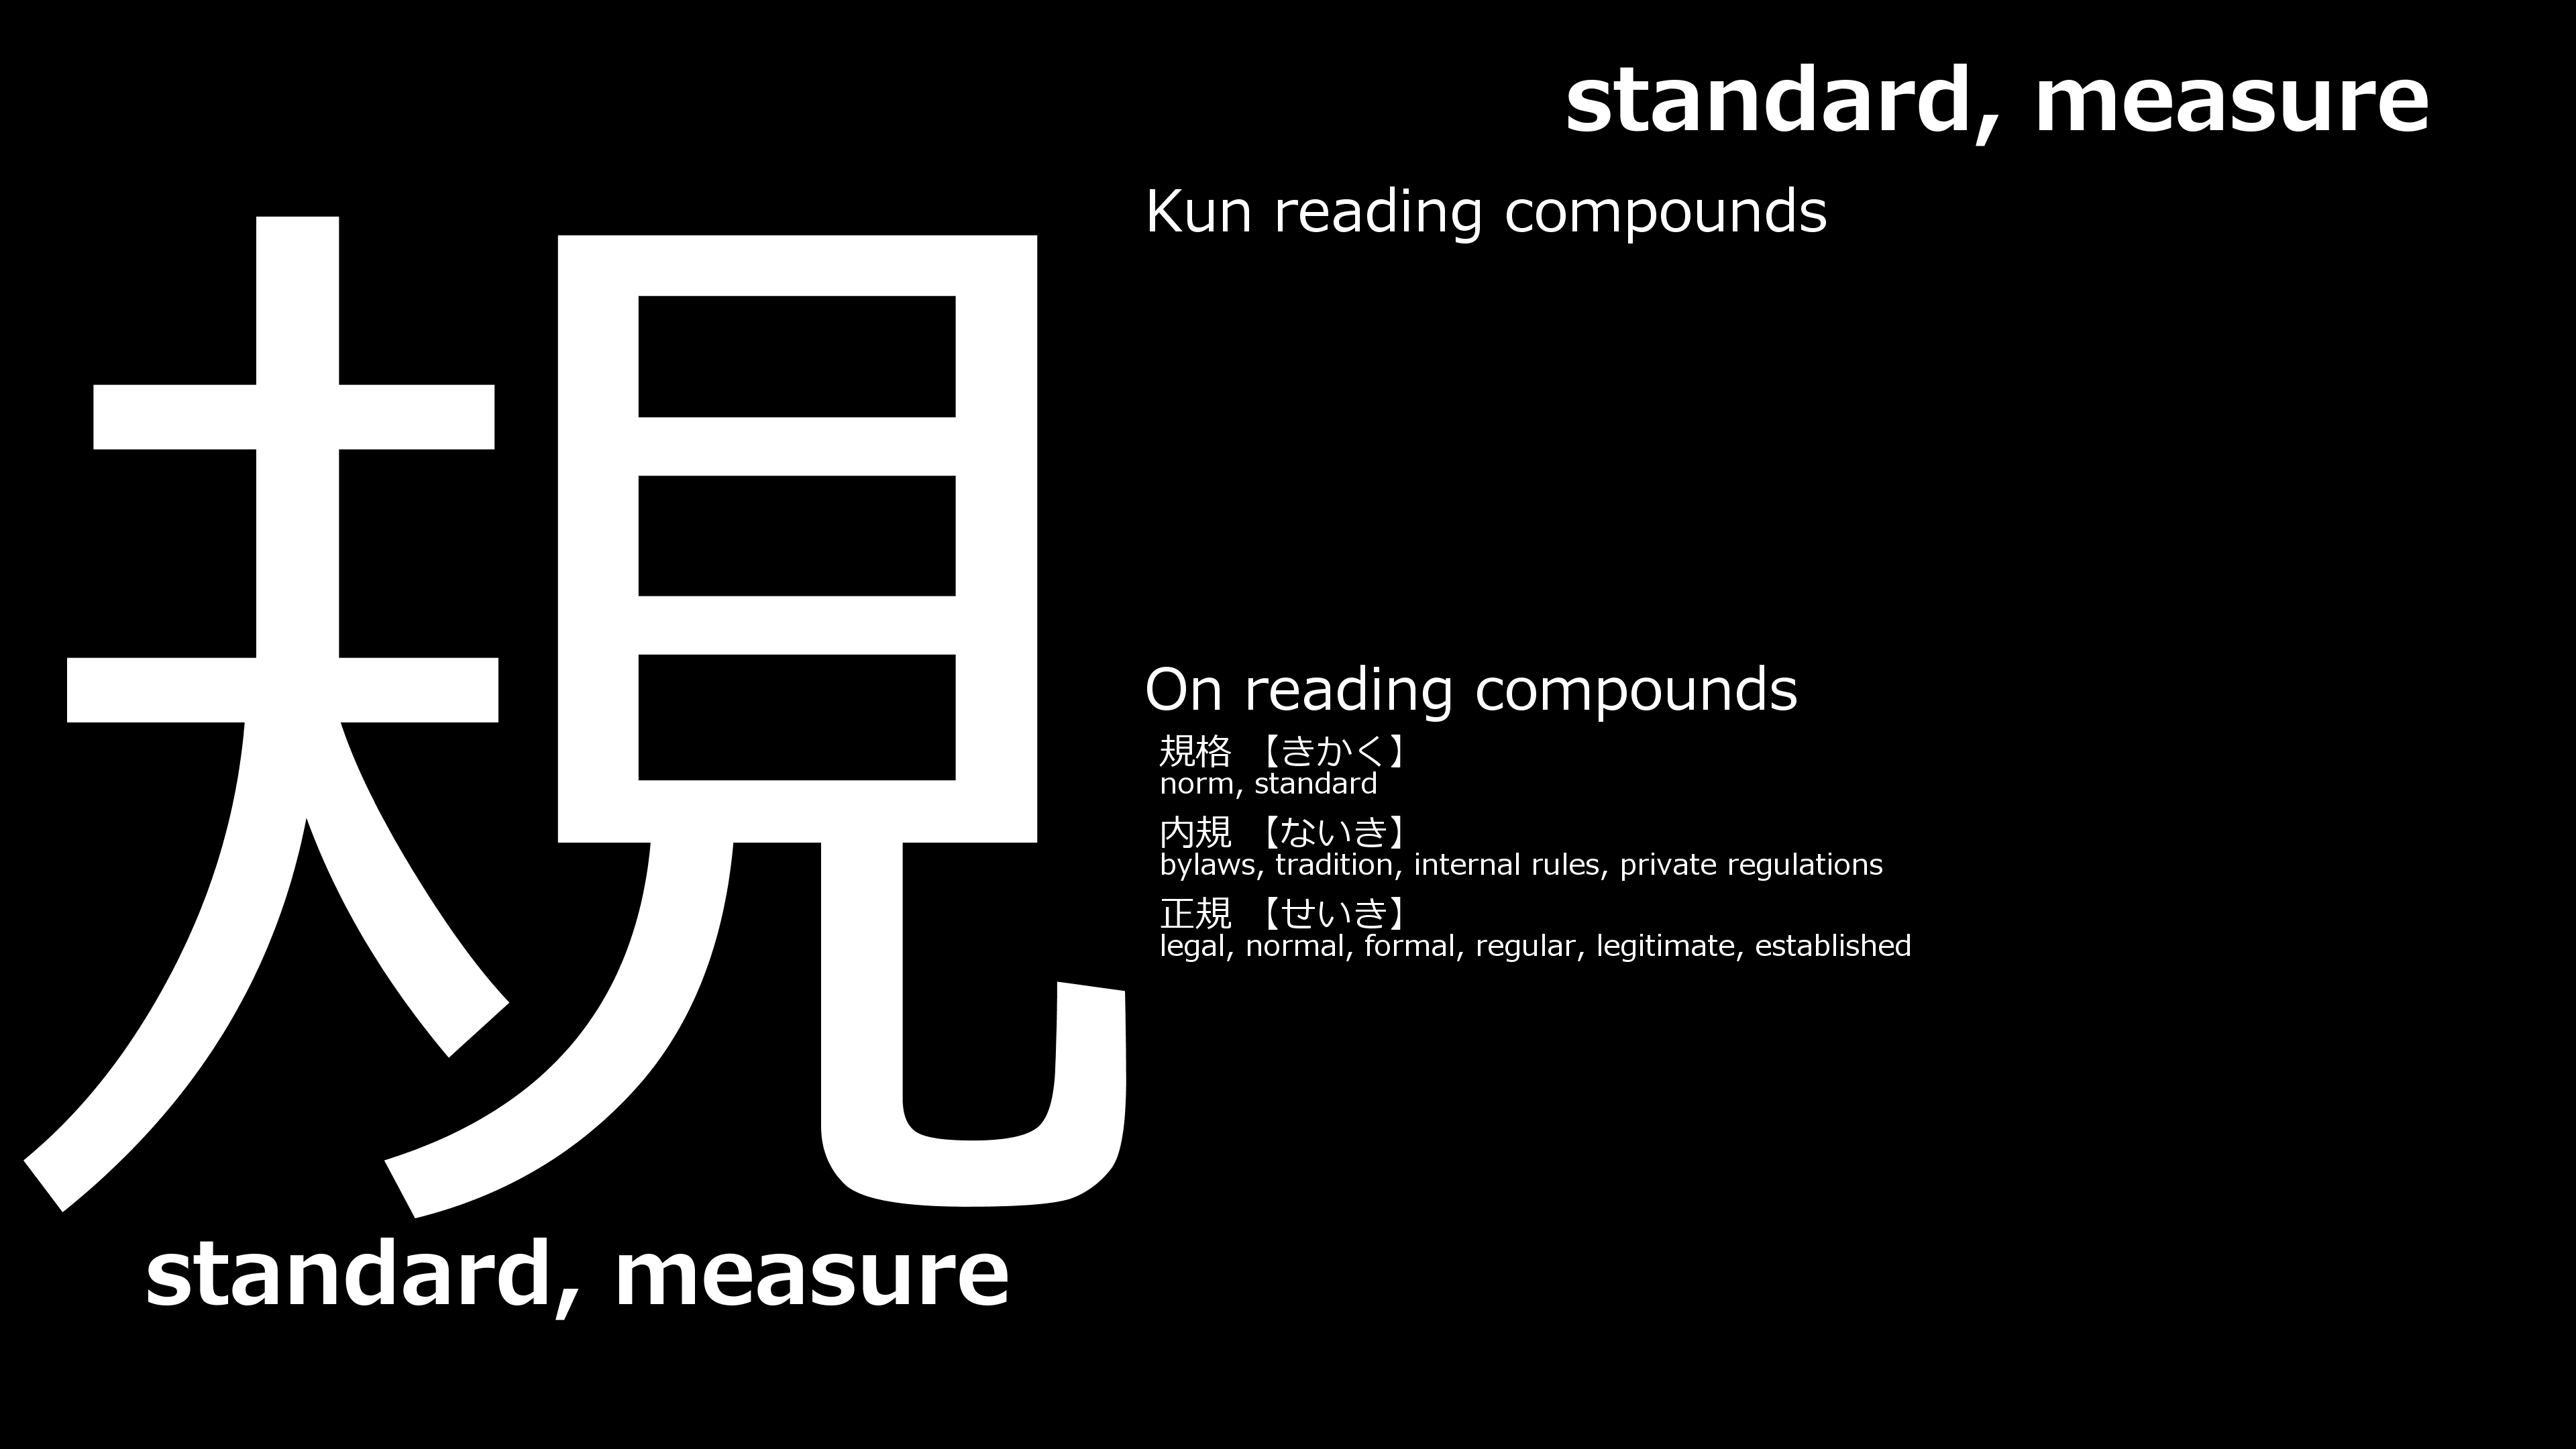 規
standard, measure
standard, measure
Kun reading compounds
On reading compounds
規格 【きかく】
norm, standard
内規 【ないき】
bylaws, tradition, internal rules, private regulations
正規 【せいき】
legal, normal, formal, regular, legitimate, established